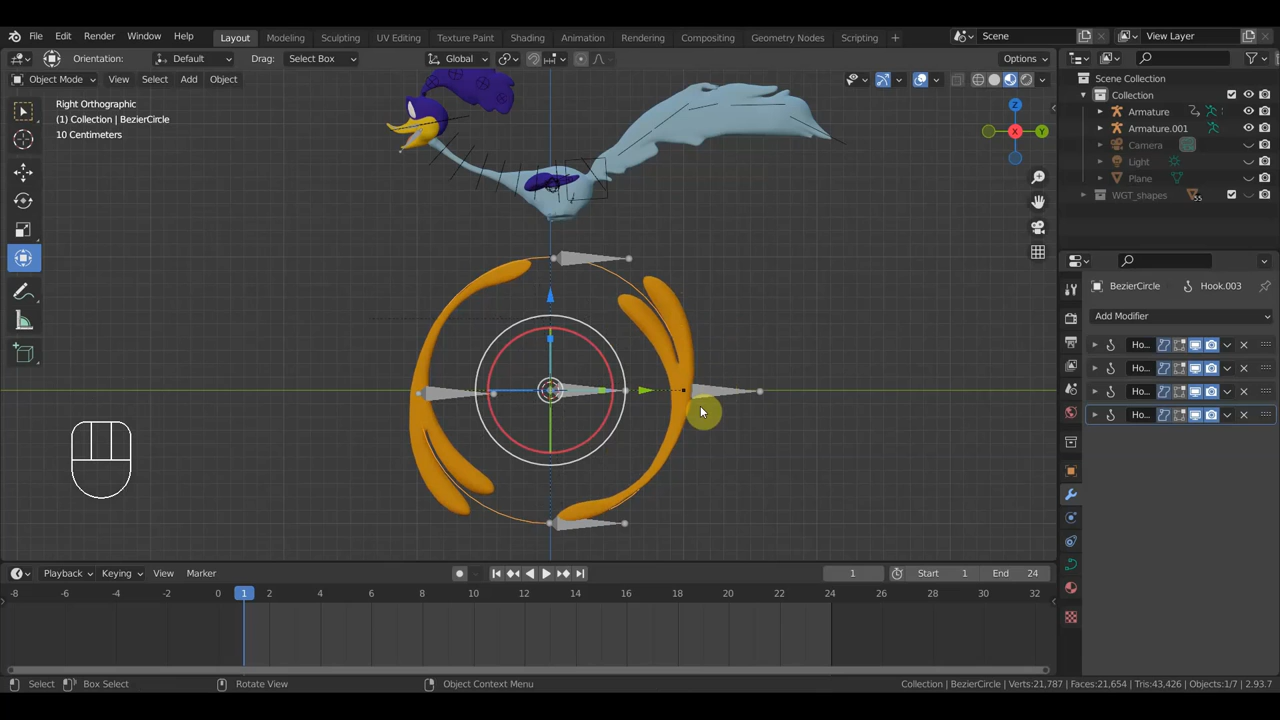 File Edit Render Window Help Layout Modeling Sculpting UV Editing Texture Paint Shading Animation Rendering Compositing Geometry Nodes Scripting + Scene View Layer
Orientation: Default Drag: Select Box Global Options
Object Mode View Select Add Object
Right Orthographic
(1) Collection | BezierCircle
10 Centimeters
Z
Y
X
Scene Collection
Collection
Armature
Armature.001
Camera
Light
Plane
WGT_shapes 55
BezierCircle Hook.003
Add Modifier
Ho...
Ho...
Ho...
Ho...
Playback Keying View Marker 1 Start 1 End 24
-8 -6 -4 -2 0 1 2 4 6 8 10 12 14 16 18 20 22 24 26 28 30 32
Select Box Select Rotate View Object Context Menu Collection | BezierCircle | Verts:21,787 | Faces:21,654 | Tris:43,426 | Objects:1/7 | 2.93.7